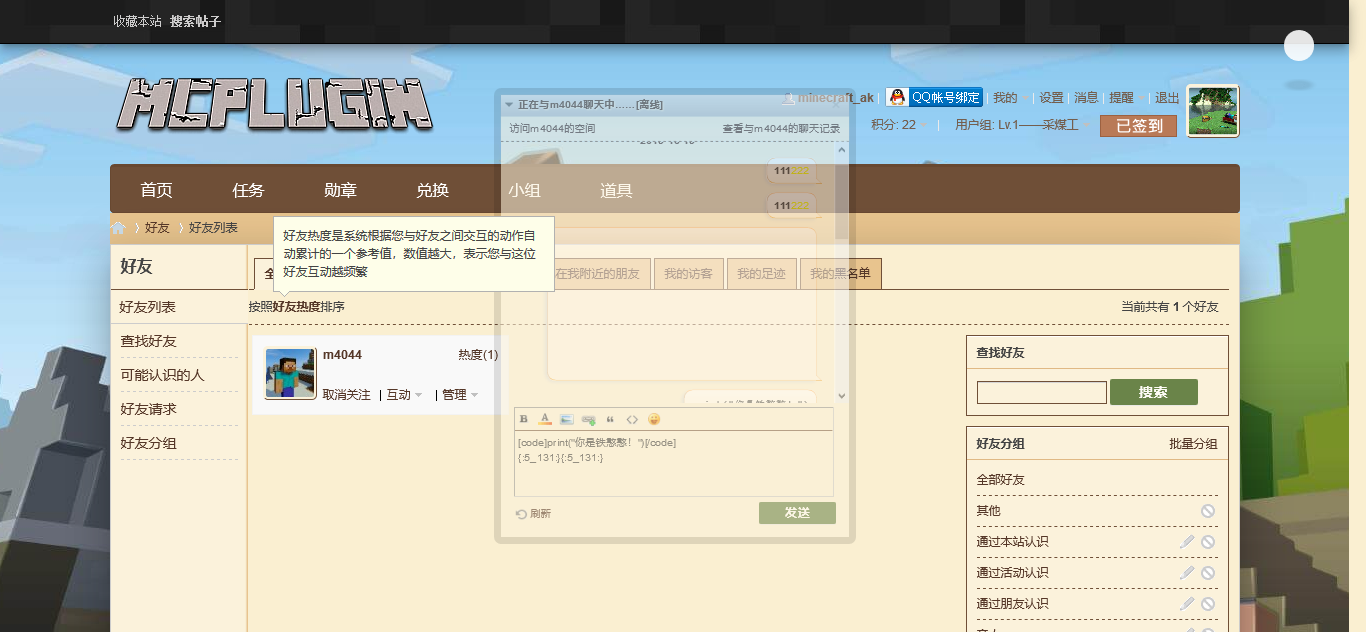 收藏本站 搜索帖子
MCPLUGIN
minecraft_ak QQ帐号绑定 我的 设置 消息 提醒 退出
积分: 22 用户组: Lv.1——采煤工 已签到
首页 任务 勋章 兑换 小组 道具
好友 好友列表
好友热度是系统根据您与好友之间交互的动作自
动累计的一个参考值，数值越大，表示您与这位
好友互动越频繁
正在与m4044聊天中……[离线]
访问m4044的空间 查看与m4044的聊天记录
111222
111222
好友
在我附近的朋友 我的访客 我的足迹 我的黑名单
好友列表
查找好友
可能认识的人
好友请求
好友分组
按照好友热度排序 当前共有 1 个好友
m4044 热度(1)
取消关注 互动 管理
B A “ <>
[code]print("你是铁憨憨！")[/code]
{:5_131:}{:5_131:}
刷新 发送
查找好友
搜索
好友分组 批量分组
全部好友
其他
通过本站认识
通过活动认识
通过朋友认识